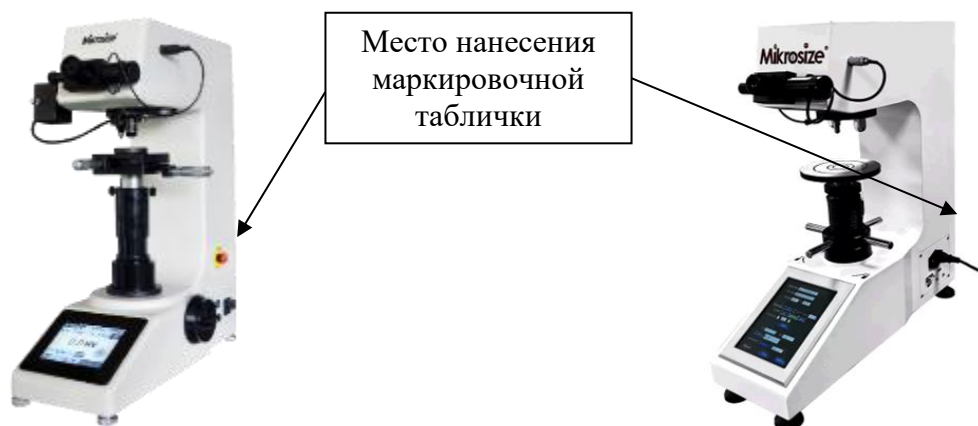 Mikrosize
Место нанесения
маркировочной
таблички
Mikrosize